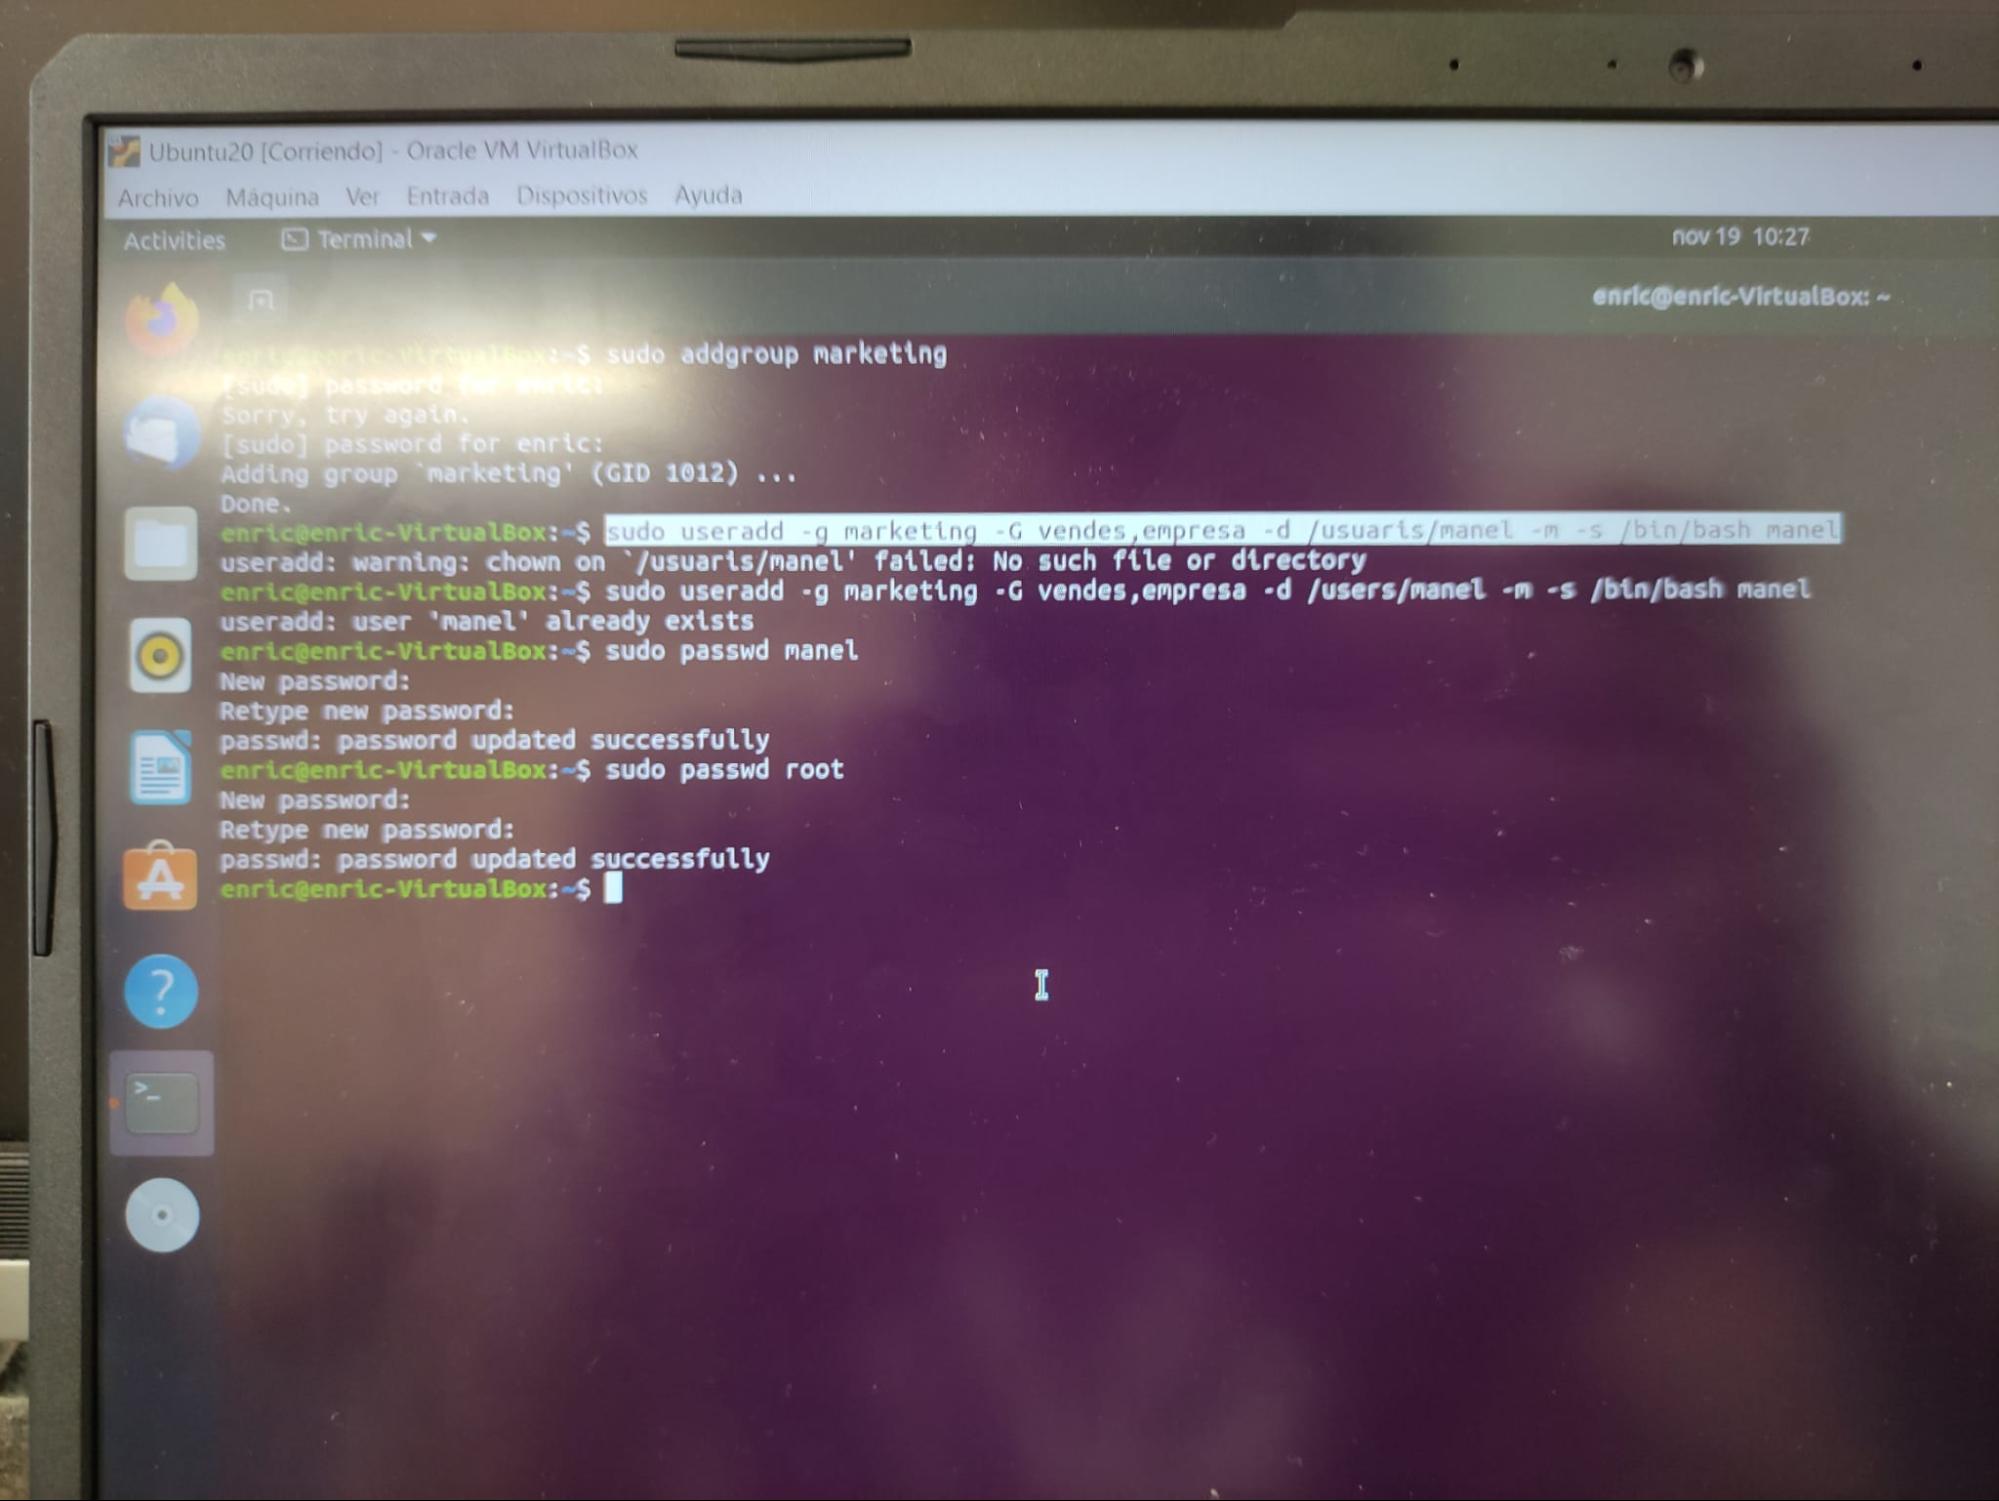 Ubuntu20 [Corriendo] - Oracle VM VirtualBox
Archivo Máquina Ver Entrada Dispositivos Ayuda
Activities Terminal nov 19 10:27
enric@enric-VirtualBox: ~
enric@enric-VirtualBox:~$ sudo addgroup marketing
[sudo] password for enric:
Sorry, try again.
[sudo] password for enric:
Adding group `marketing' (GID 1012) ...
Done.
enric@enric-VirtualBox:~$ sudo useradd -g marketing -G vendes,empresa -d /usuaris/manel -m -s /bin/bash manel
useradd: warning: chown on `/usuaris/manel' failed: No such file or directory
enric@enric-VirtualBox:~$ sudo useradd -g marketing -G vendes,empresa -d /users/manel -m -s /bin/bash manel
useradd: user 'manel' already exists
enric@enric-VirtualBox:~$ sudo passwd manel
New password:
Retype new password:
passwd: password updated successfully
enric@enric-VirtualBox:~$ sudo passwd root
New password:
Retype new password:
passwd: password updated successfully
enric@enric-VirtualBox:~$